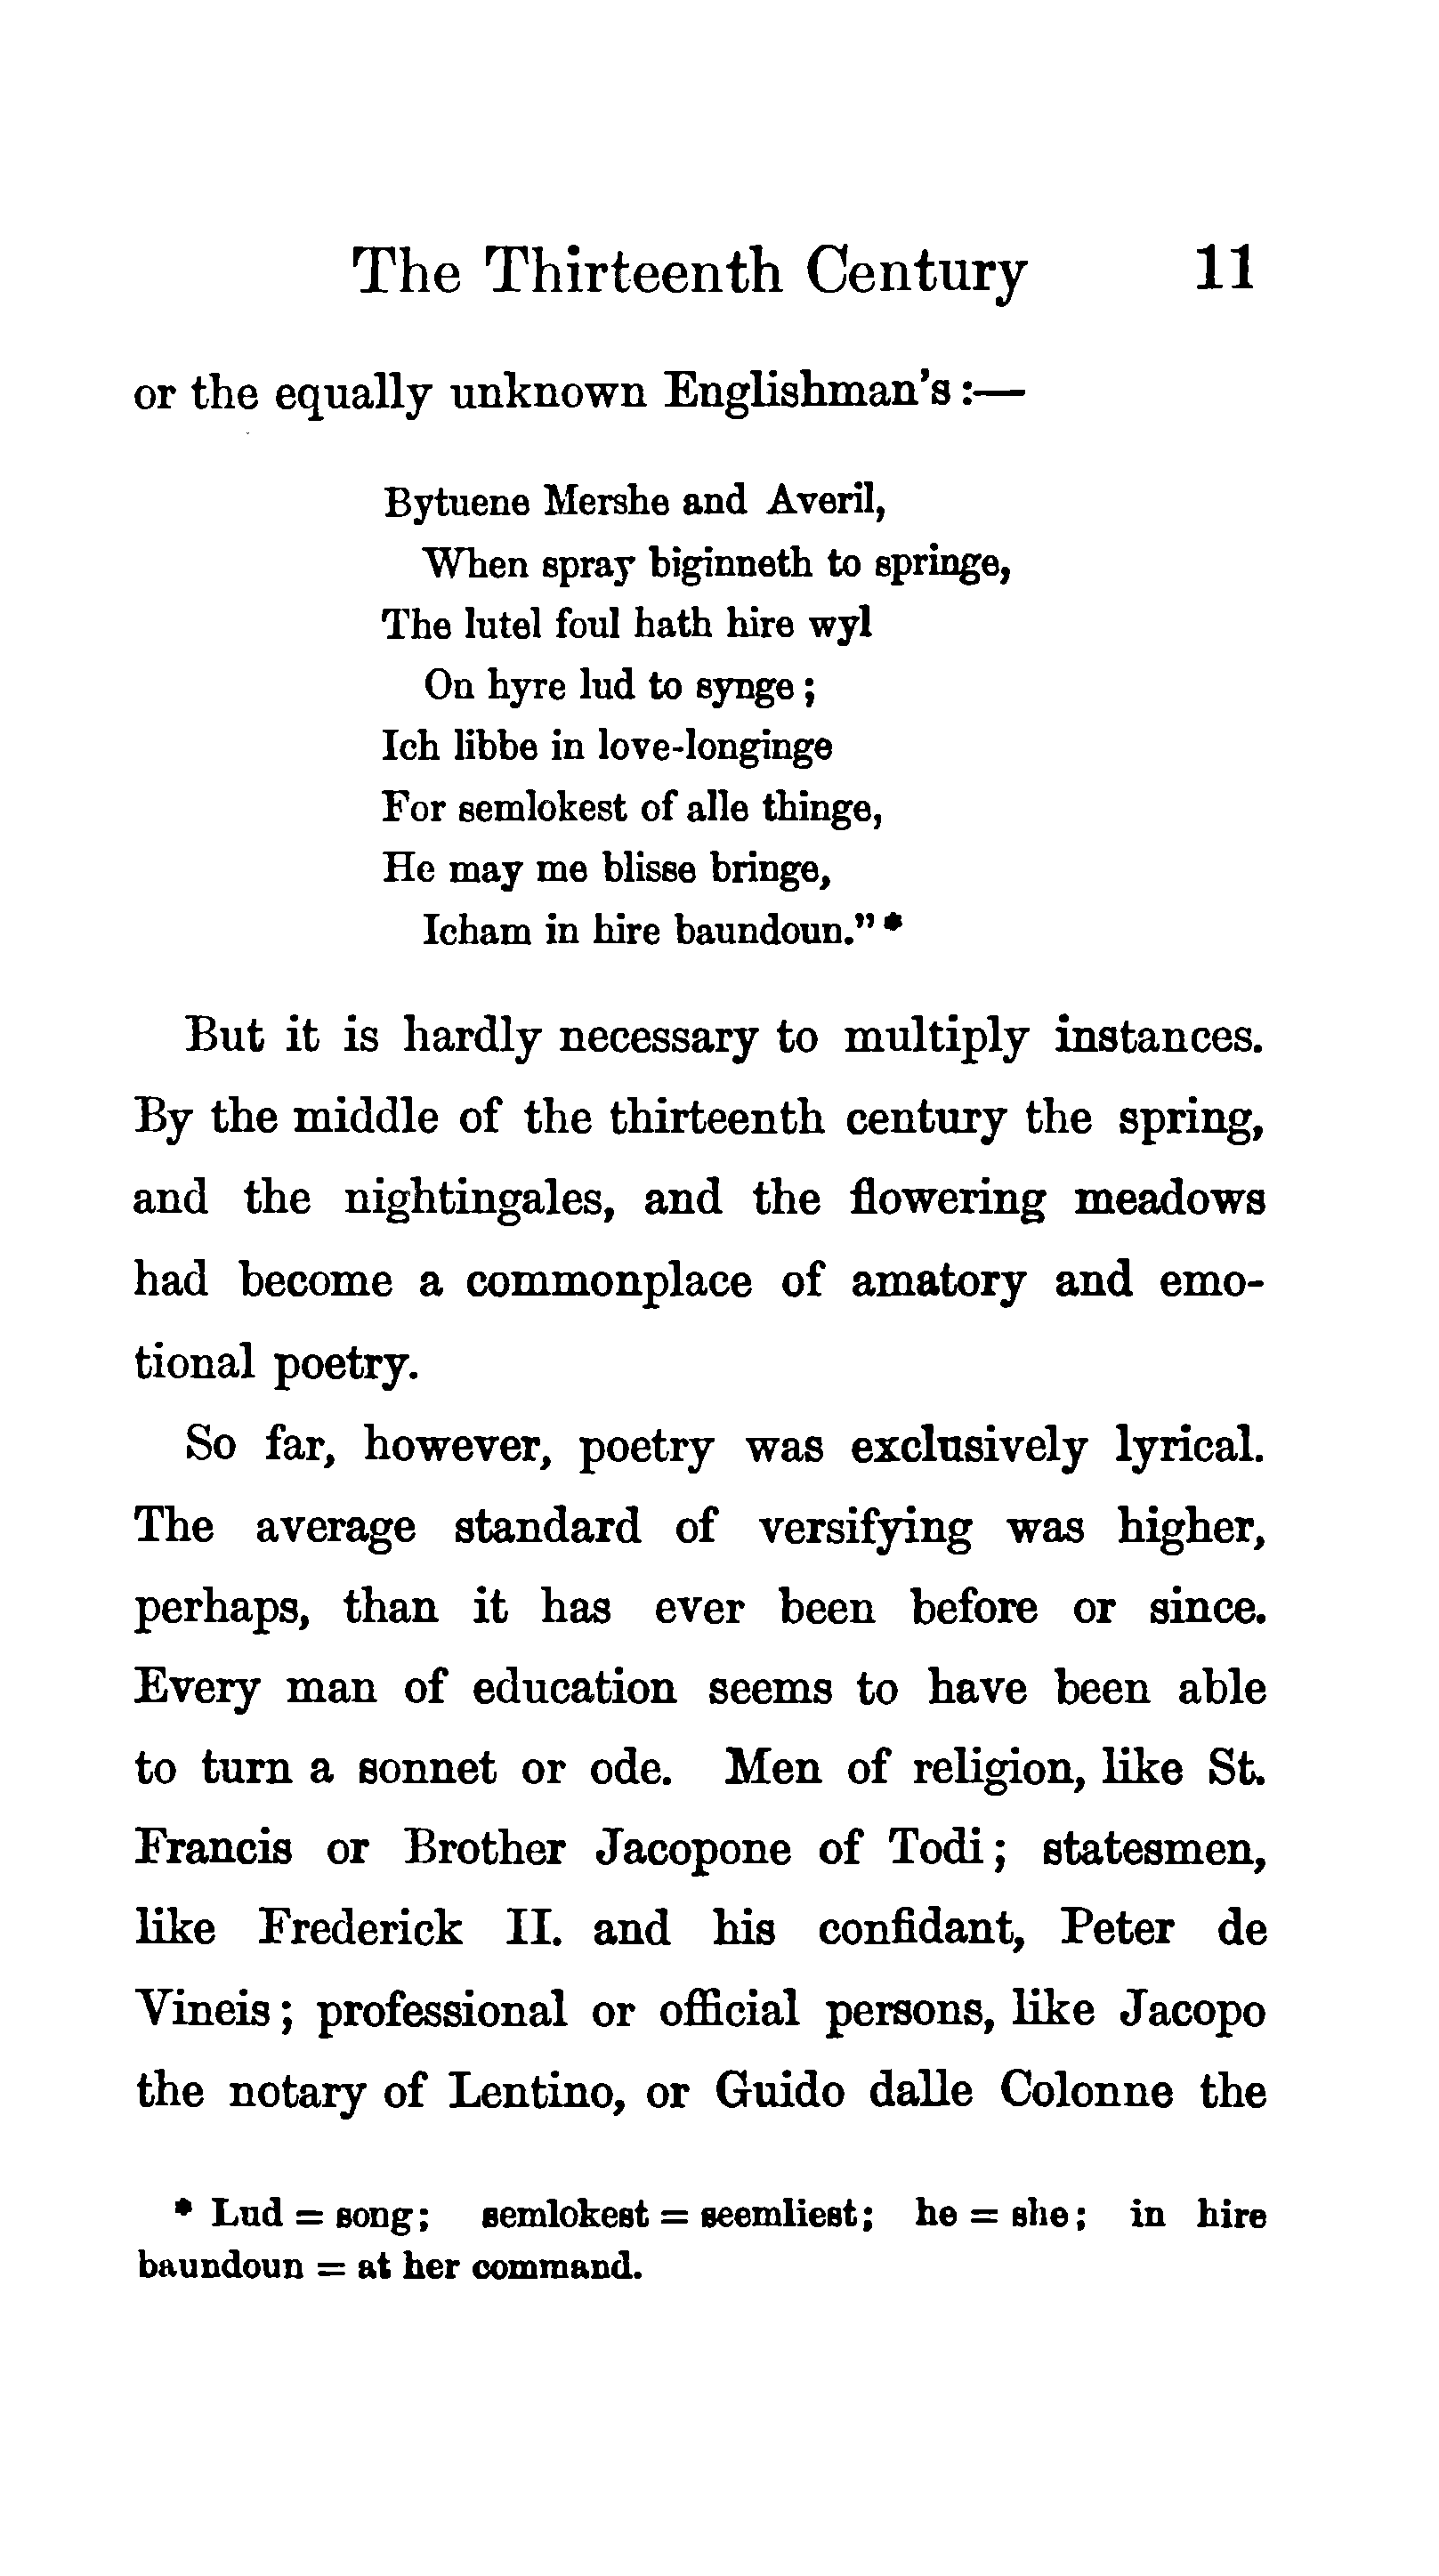 The Thirteenth Century 11
or the equally unknown Englishman's :—
Bytuene Mershe and Averil,
When spray biginneth to springe,
The lutel foul hath hire wyl
On hyre lud to synge ;
Ich libbe in love-longinge
For semlokest of alle thinge,
He may me blisse bringe,
Icham in hire baundoun." *
But it is hardly necessary to multiply instances.
By the middle of the thirteenth century the spring,
and the nightingales, and the flowering meadows
had become a commonplace of amatory and emo-
tional poetry.
So far, however, poetry was exclusively lyrical.
The average standard of versifying was higher,
perhaps, than it has ever been before or since.
Every man of education seems to have been able
to turn a sonnet or ode. Men of religion, like St.
Francis or Brother Jacopone of Todi ; statesmen,
like Frederick II. and his confidant, Peter de
Vineis ; professional or official persons, like Jacopo
the notary of Lentino, or Guido dalle Colonne the
* Lud = song ; semlokest = seemliest ; he = she ; in hire
baundoun = at her command.